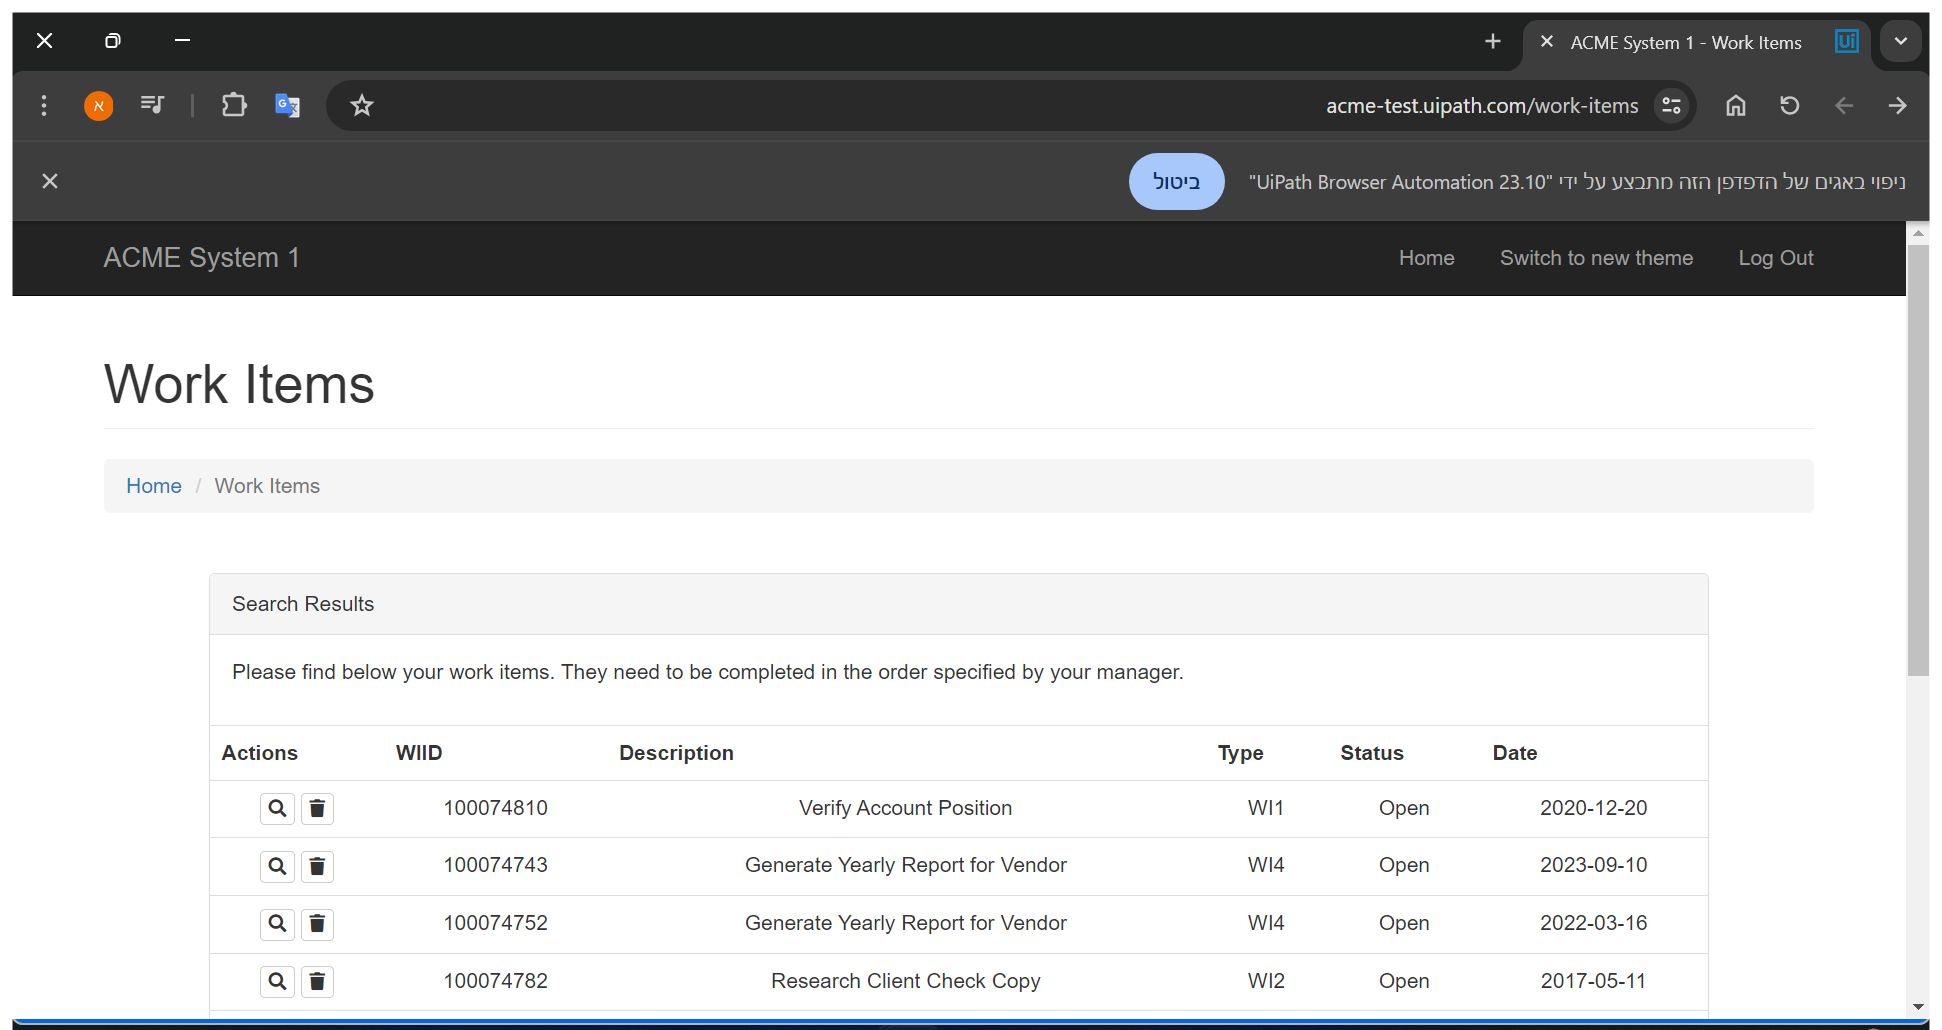 ACME System 1 - Work Items
acme-test.uipath.com/work-items
ניפוי באגים של הדפדפן הזה מתבצע על ידי "UiPath Browser Automation 23.10"
ביטול
ACME System 1
Home
Switch to new theme
Log Out
Work Items
Home / Work Items
Search Results
Please find below your work items. They need to be completed in the order specified by your manager.
Actions WIID Description Type Status Date
100074810 Verify Account Position WI1 Open 2020-12-20
100074743 Generate Yearly Report for Vendor WI4 Open 2023-09-10
100074752 Generate Yearly Report for Vendor WI4 Open 2022-03-16
100074782 Research Client Check Copy WI2 Open 2017-05-11